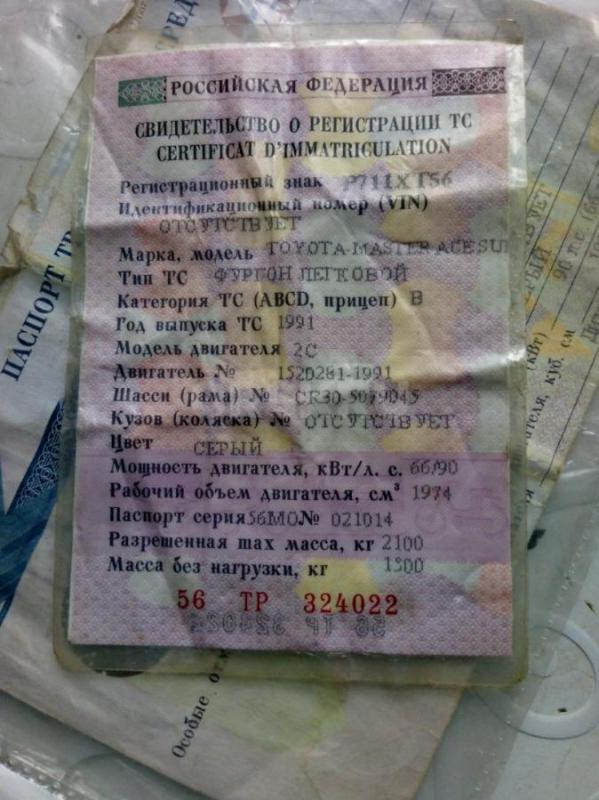 РОССИЙСКАЯ ФЕДЕРАЦИЯ
СВИДЕТЕЛЬСТВО О РЕГИСТРАЦИИ ТС
CERTIFICAT D'IMMATRICULATION
Регистрационный знак Р711ХТ56
Идентификационный номер (VIN)
ОТСУТСТВУЕТ
Марка, модель TOYOTA-MASTER ACE SU
Тип ТС ФУРГОН ЛЕГКОВОЙ
Категория ТС (ABCD, прицеп) В
Год выпуска ТС 1991
Модель двигателя 2С
Двигатель № 1520281-1991
Шасси (рама) № CR30-5079045
Кузов (коляска) № ОТСУТСТВУЕТ
Цвет СЕРЫЙ
Мощность двигателя, кВт/л. с. 66/90
Рабочий объем двигателя, см³ 1974
Паспорт серия 56МО № 021014
Разрешенная max масса, кг 2100
Масса без нагрузки, кг 1500
56 ТР 324022
ПАСПОРТ
Особые